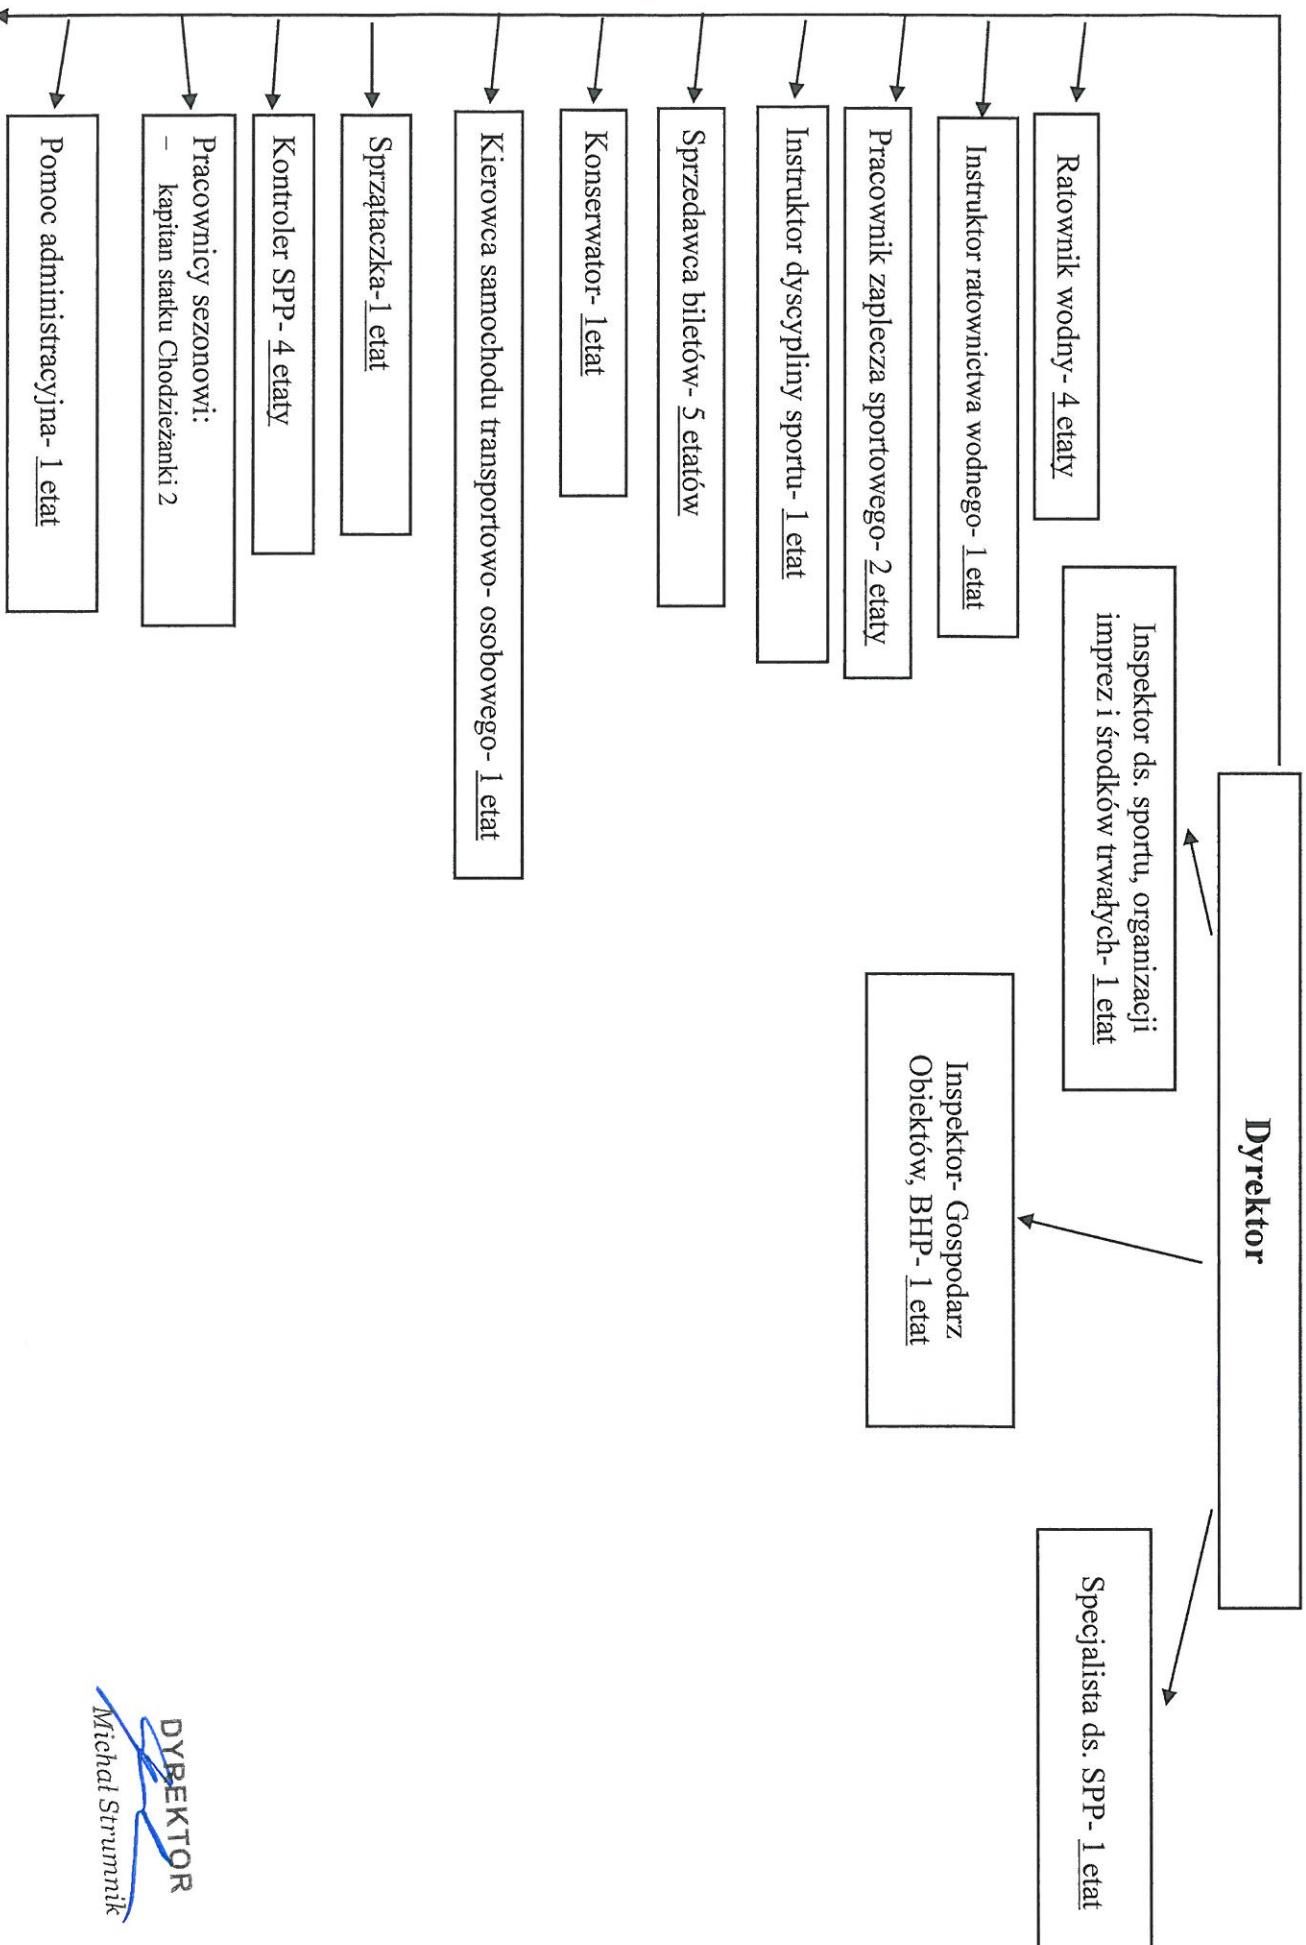 Dyrektor
Inspektor ds. sportu, organizacji
imprez i środków trwałych- 1 etat
Inspektor- Gospodarz
Obiektów, BHP- 1 etat
Specjalista ds. SPP- 1 etat
Ratownik wodny- 4 etaty
Instruktor ratownictwa wodnego- 1 etat
Pracownik zaplecza sportowego- 2 etaty
Instruktor dyscypliny sportu- 1 etat
Sprzedawca biletów- 5 etatów
Konserwator- 1etat
Kierowca samochodu transportowo- osobowego- 1 etat
Sprzątaczka-1 etat
Kontroler SPP- 4 etaty
Pracownicy sezonowi:
– kapitan statku Chodzieżanki 2
Pomoc administracyjna- 1 etat
DYREKTOR
Michał Strumnik